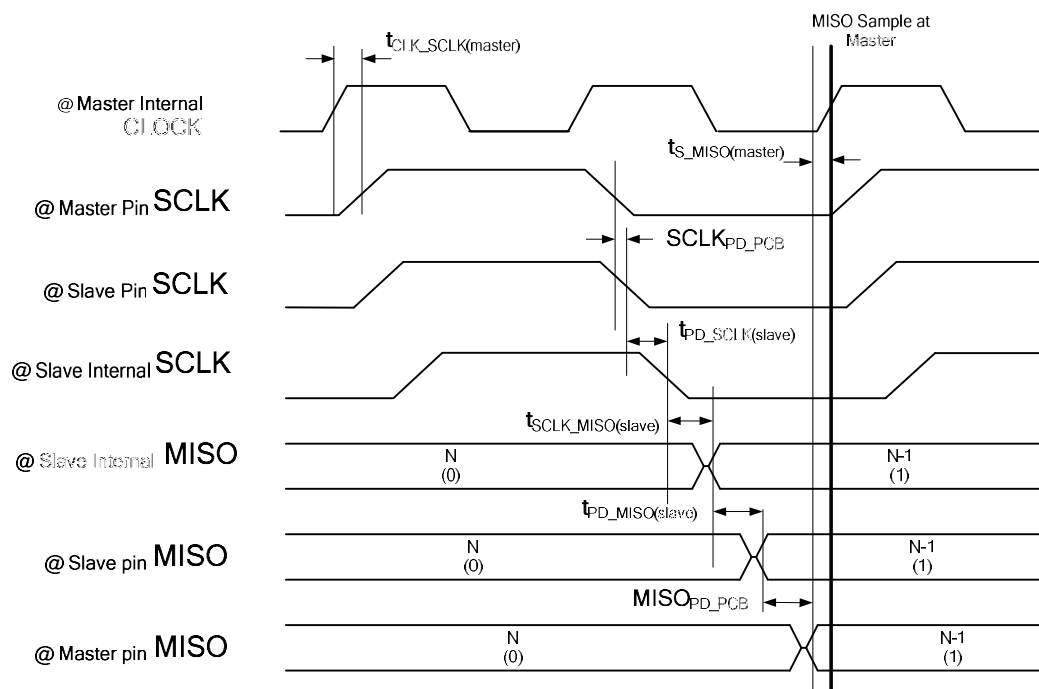 MISO Sample at
Master
tCLK_SCLK(master)
@ Master Internal
CLOCK
tS_MISO(master)
@ Master Pin SCLK
SCLKPD_PCB
@ Slave Pin SCLK
tPD_SCLK(slave)
@ Slave Internal SCLK
tSCLK_MISO(slave)
@ Slave Internal MISO
N
(0)
N-1
(1)
tPD_MISO(slave)
@ Slave pin MISO
N
(0)
N-1
(1)
MISOPD_PCB
@ Master pin MISO
N
(0)
N-1
(1)